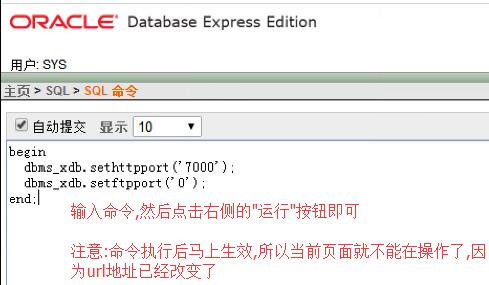 ORACLE Database Express Edition
用户: SYS
主页 > SQL > SQL 命令
自动提交 显示 10
begin
  dbms_xdb.sethttpport('7000');
  dbms_xdb.setftpport('0');
end;
输入命令,然后点击右侧的"运行"按钮即可
注意:命令执行后马上生效,所以当前页面就不能在操作了,因
为url地址已经改变了